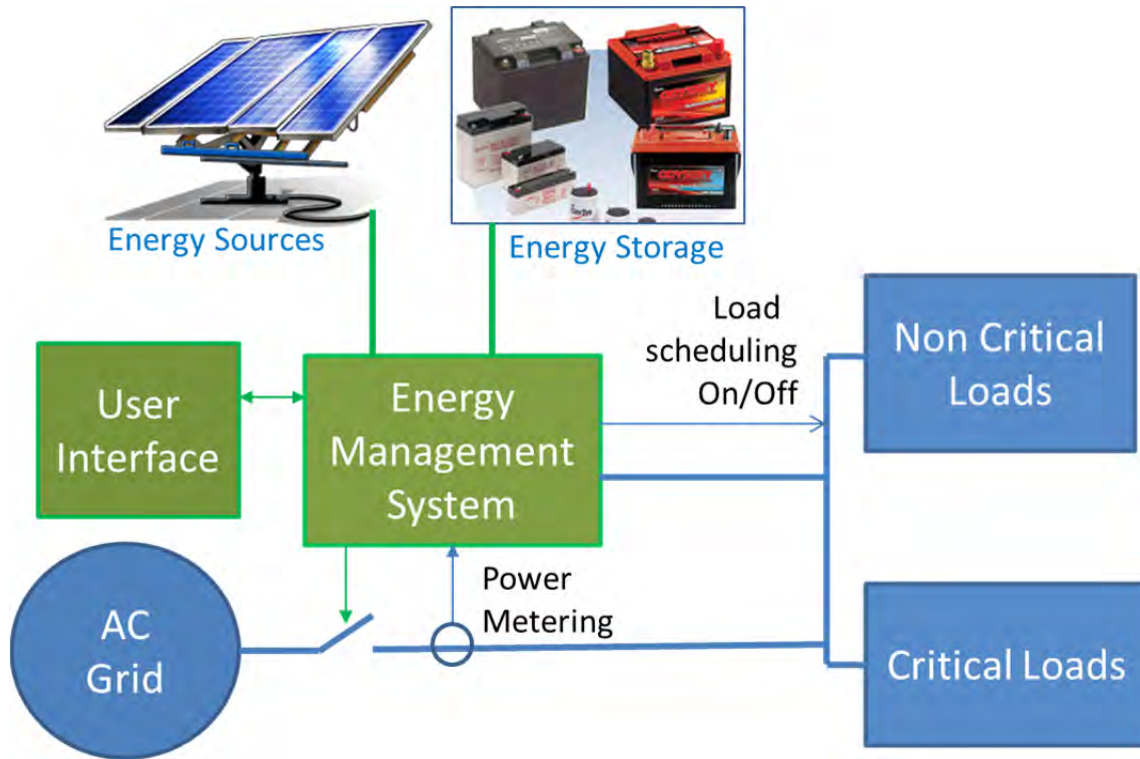 Energy Sources
Energy Storage
ODYSSEY
Load
scheduling
On/Off
Non Critical
Loads
User
Interface
Energy
Management
System
Power
Metering
AC
Grid
Critical Loads